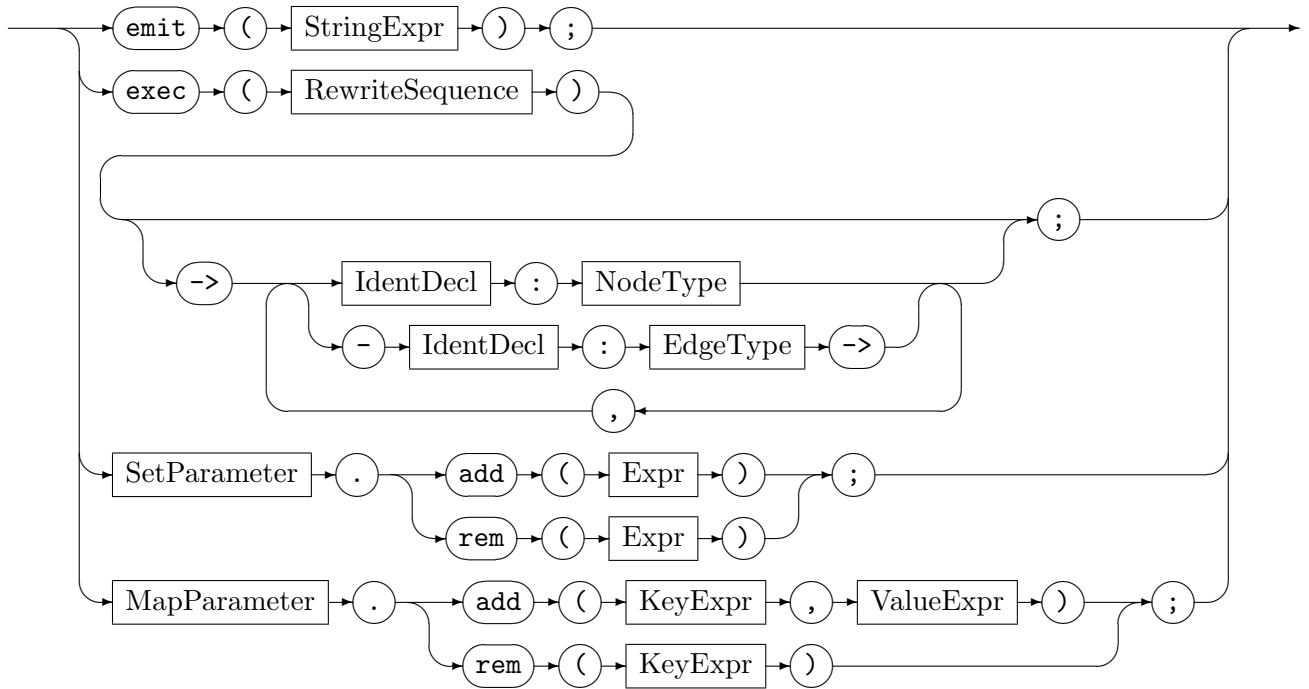 emit ( StringExpr ) ;
exec ( RewriteSequence )
;
-> IdentDecl : NodeType
- IdentDecl : EdgeType ->
,
SetParameter . add ( Expr ) ;
rem ( Expr )
MapParameter . add ( KeyExpr , ValueExpr ) ;
rem ( KeyExpr )